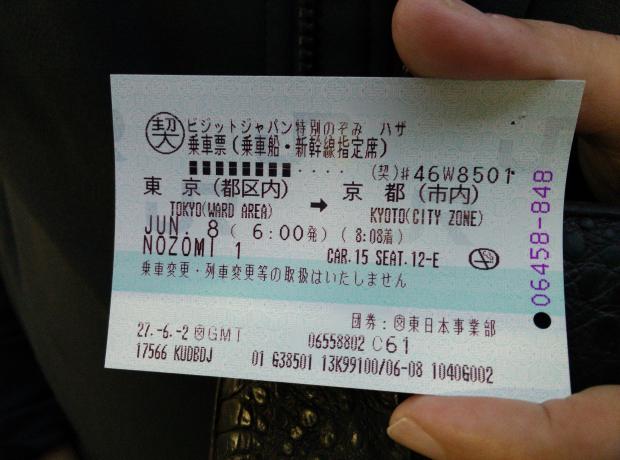 契 ビジットジャパン特別のぞみ ハザ
乗車票(乗車船・新幹線指定席)
■■■■■■■■････ (契)#46W8501
東京(都区内) → 京都(市内)
TOKYO(WARD AREA) KYOTO(CITY ZONE)
JUN. 8 ( 6:00発) ( 8:08着)
NOZOMI 1 CAR.15 SEAT.12-E
乗車変更・列車変更等の取扱はいたしません
団券:東日本事業部
27.-6.-2 GMT 06558802 C61
17566 KUDBDJ 01 G38501 13K99100/06-08 1040G002
06458-848